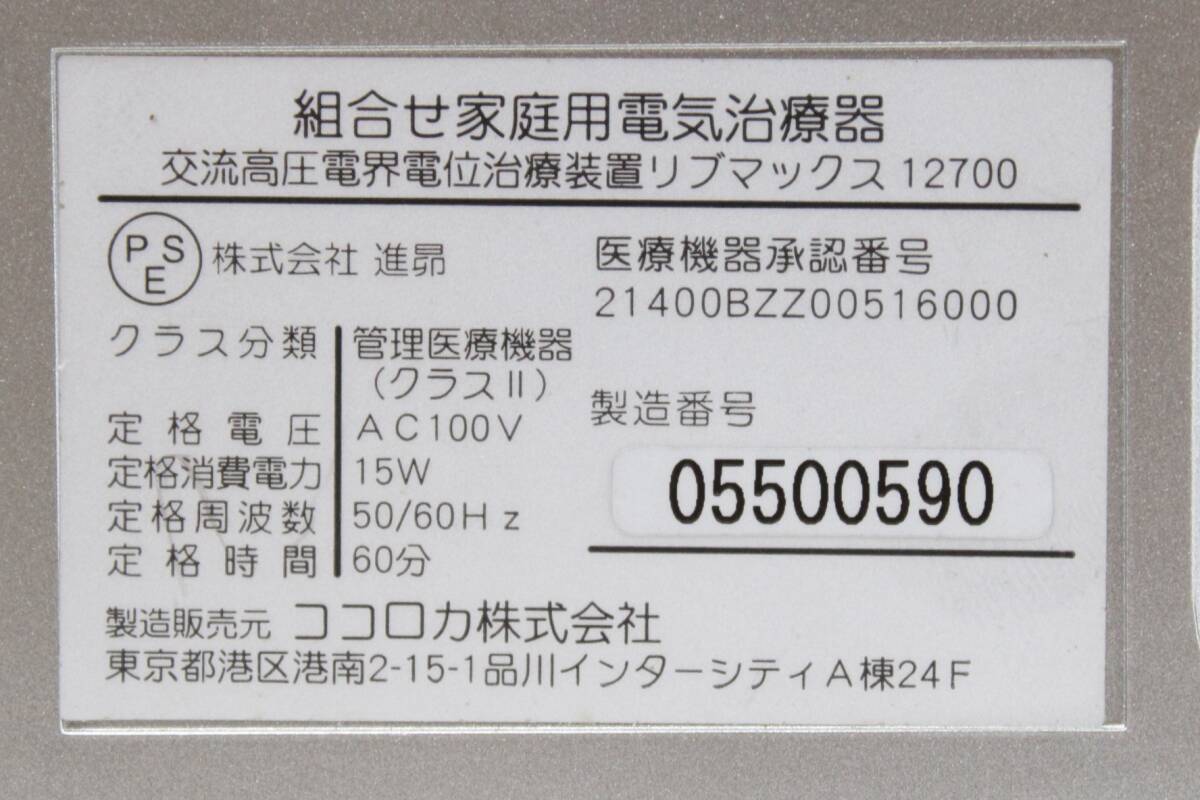 組合せ家庭用電気治療器
交流高圧電界電位治療装置リブマックス 12700
PSE 株式会社 進昴
医療機器承認番号
21400BZZ00516000
クラス分類 管理医療機器
(クラスⅡ)
定格電圧 AC100V
定格消費電力 15W
定格周波数 50/60Hz
定格時間 60分
製造番号
05500590
製造販売元 ココロカ株式会社
東京都港区港南2-15-1品川インターシティA棟24F